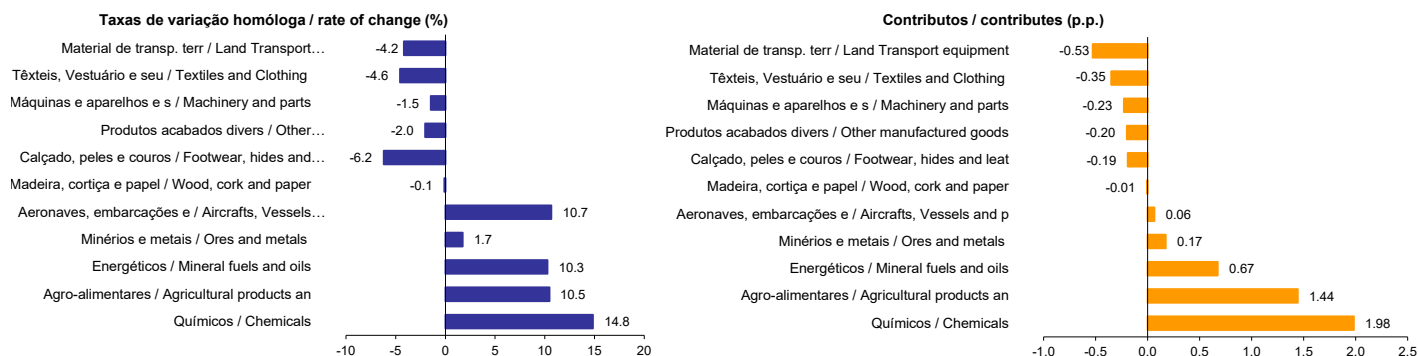 Taxas de variação homóloga / rate of change (%)
Material de transp. terr / Land Transport…
-4.2
Têxteis, Vestuário e seu / Textiles and Clothing
-4.6
Máquinas e aparelhos e s / Machinery and parts
-1.5
Produtos acabados divers / Other…
-2.0
Calçado, peles e couros / Footwear, hides and…
-6.2
Madeira, cortiça e papel / Wood, cork and paper
-0.1
Aeronaves, embarcações e / Aircrafts, Vessels…
10.7
Minérios e metais / Ores and metals
1.7
Energéticos / Mineral fuels and oils
10.3
Agro-alimentares / Agricultural products an
10.5
Químicos / Chemicals
14.8
-10 -5 0 5 10 15 20
Contributos / contributes (p.p.)
Material de transp. terr / Land Transport equipment
-0.53
Têxteis, Vestuário e seu / Textiles and Clothing
-0.35
Máquinas e aparelhos e s / Machinery and parts
-0.23
Produtos acabados divers / Other manufactured goods
-0.20
Calçado, peles e couros / Footwear, hides and leat
-0.19
Madeira, cortiça e papel / Wood, cork and paper
-0.01
Aeronaves, embarcações e / Aircrafts, Vessels and p
0.06
Minérios e metais / Ores and metals
0.17
Energéticos / Mineral fuels and oils
0.67
Agro-alimentares / Agricultural products an
1.44
Químicos / Chemicals
1.98
-1.0 -0.5 0.0 0.5 1.0 1.5 2.0 2.5